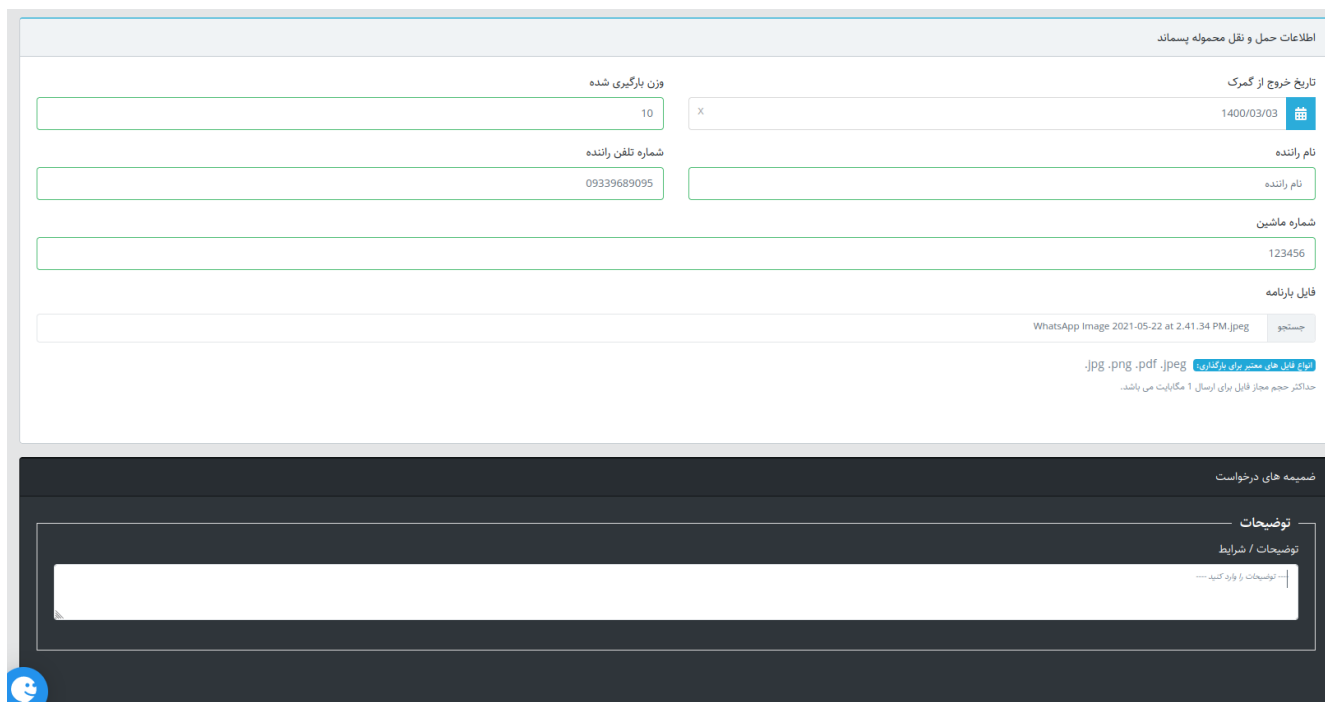 اطلاعات حمل و نقل محموله پسماند
تاریخ خروج از گمرک
وزن بارگیری شده
1400/03/03
x
10
نام راننده
شماره تلفن راننده
نام راننده
09339689095
شماره ماشین
123456
فایل بارنامه
جستجو
WhatsApp Image 2021-05-22 at 2.41.34 PM.jpeg
انواع فایل های معتبر برای بارگذاری: .jpg .png .pdf .jpeg
حداکثر حجم مجاز فایل برای ارسال 1 مگابایت می باشد.
ضمیمه های درخواست
توضیحات
توضیحات / شرایط
---- توضیحات را وارد کنید ----